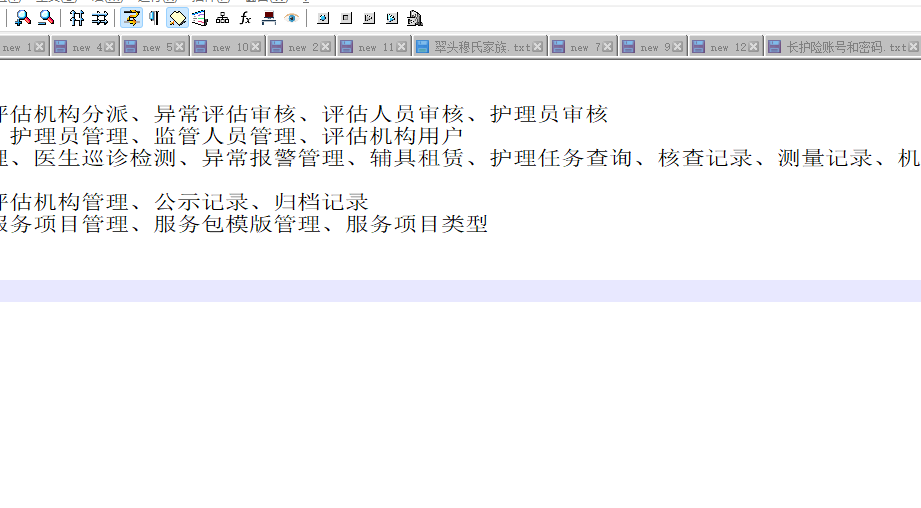 new 1 new 4 new 5 new 10 new 2 new 11 翠头穆氏家族.txt new 7 new 9 new 12 长护险账号和密码.txt
评估机构分派、异常评估审核、评估人员审核、护理员审核
、护理员管理、监管人员管理、评估机构用户
理、医生巡诊检测、异常报警管理、辅具租赁、护理任务查询、核查记录、测量记录、机
评估机构管理、公示记录、归档记录
服务项目管理、服务包模版管理、服务项目类型